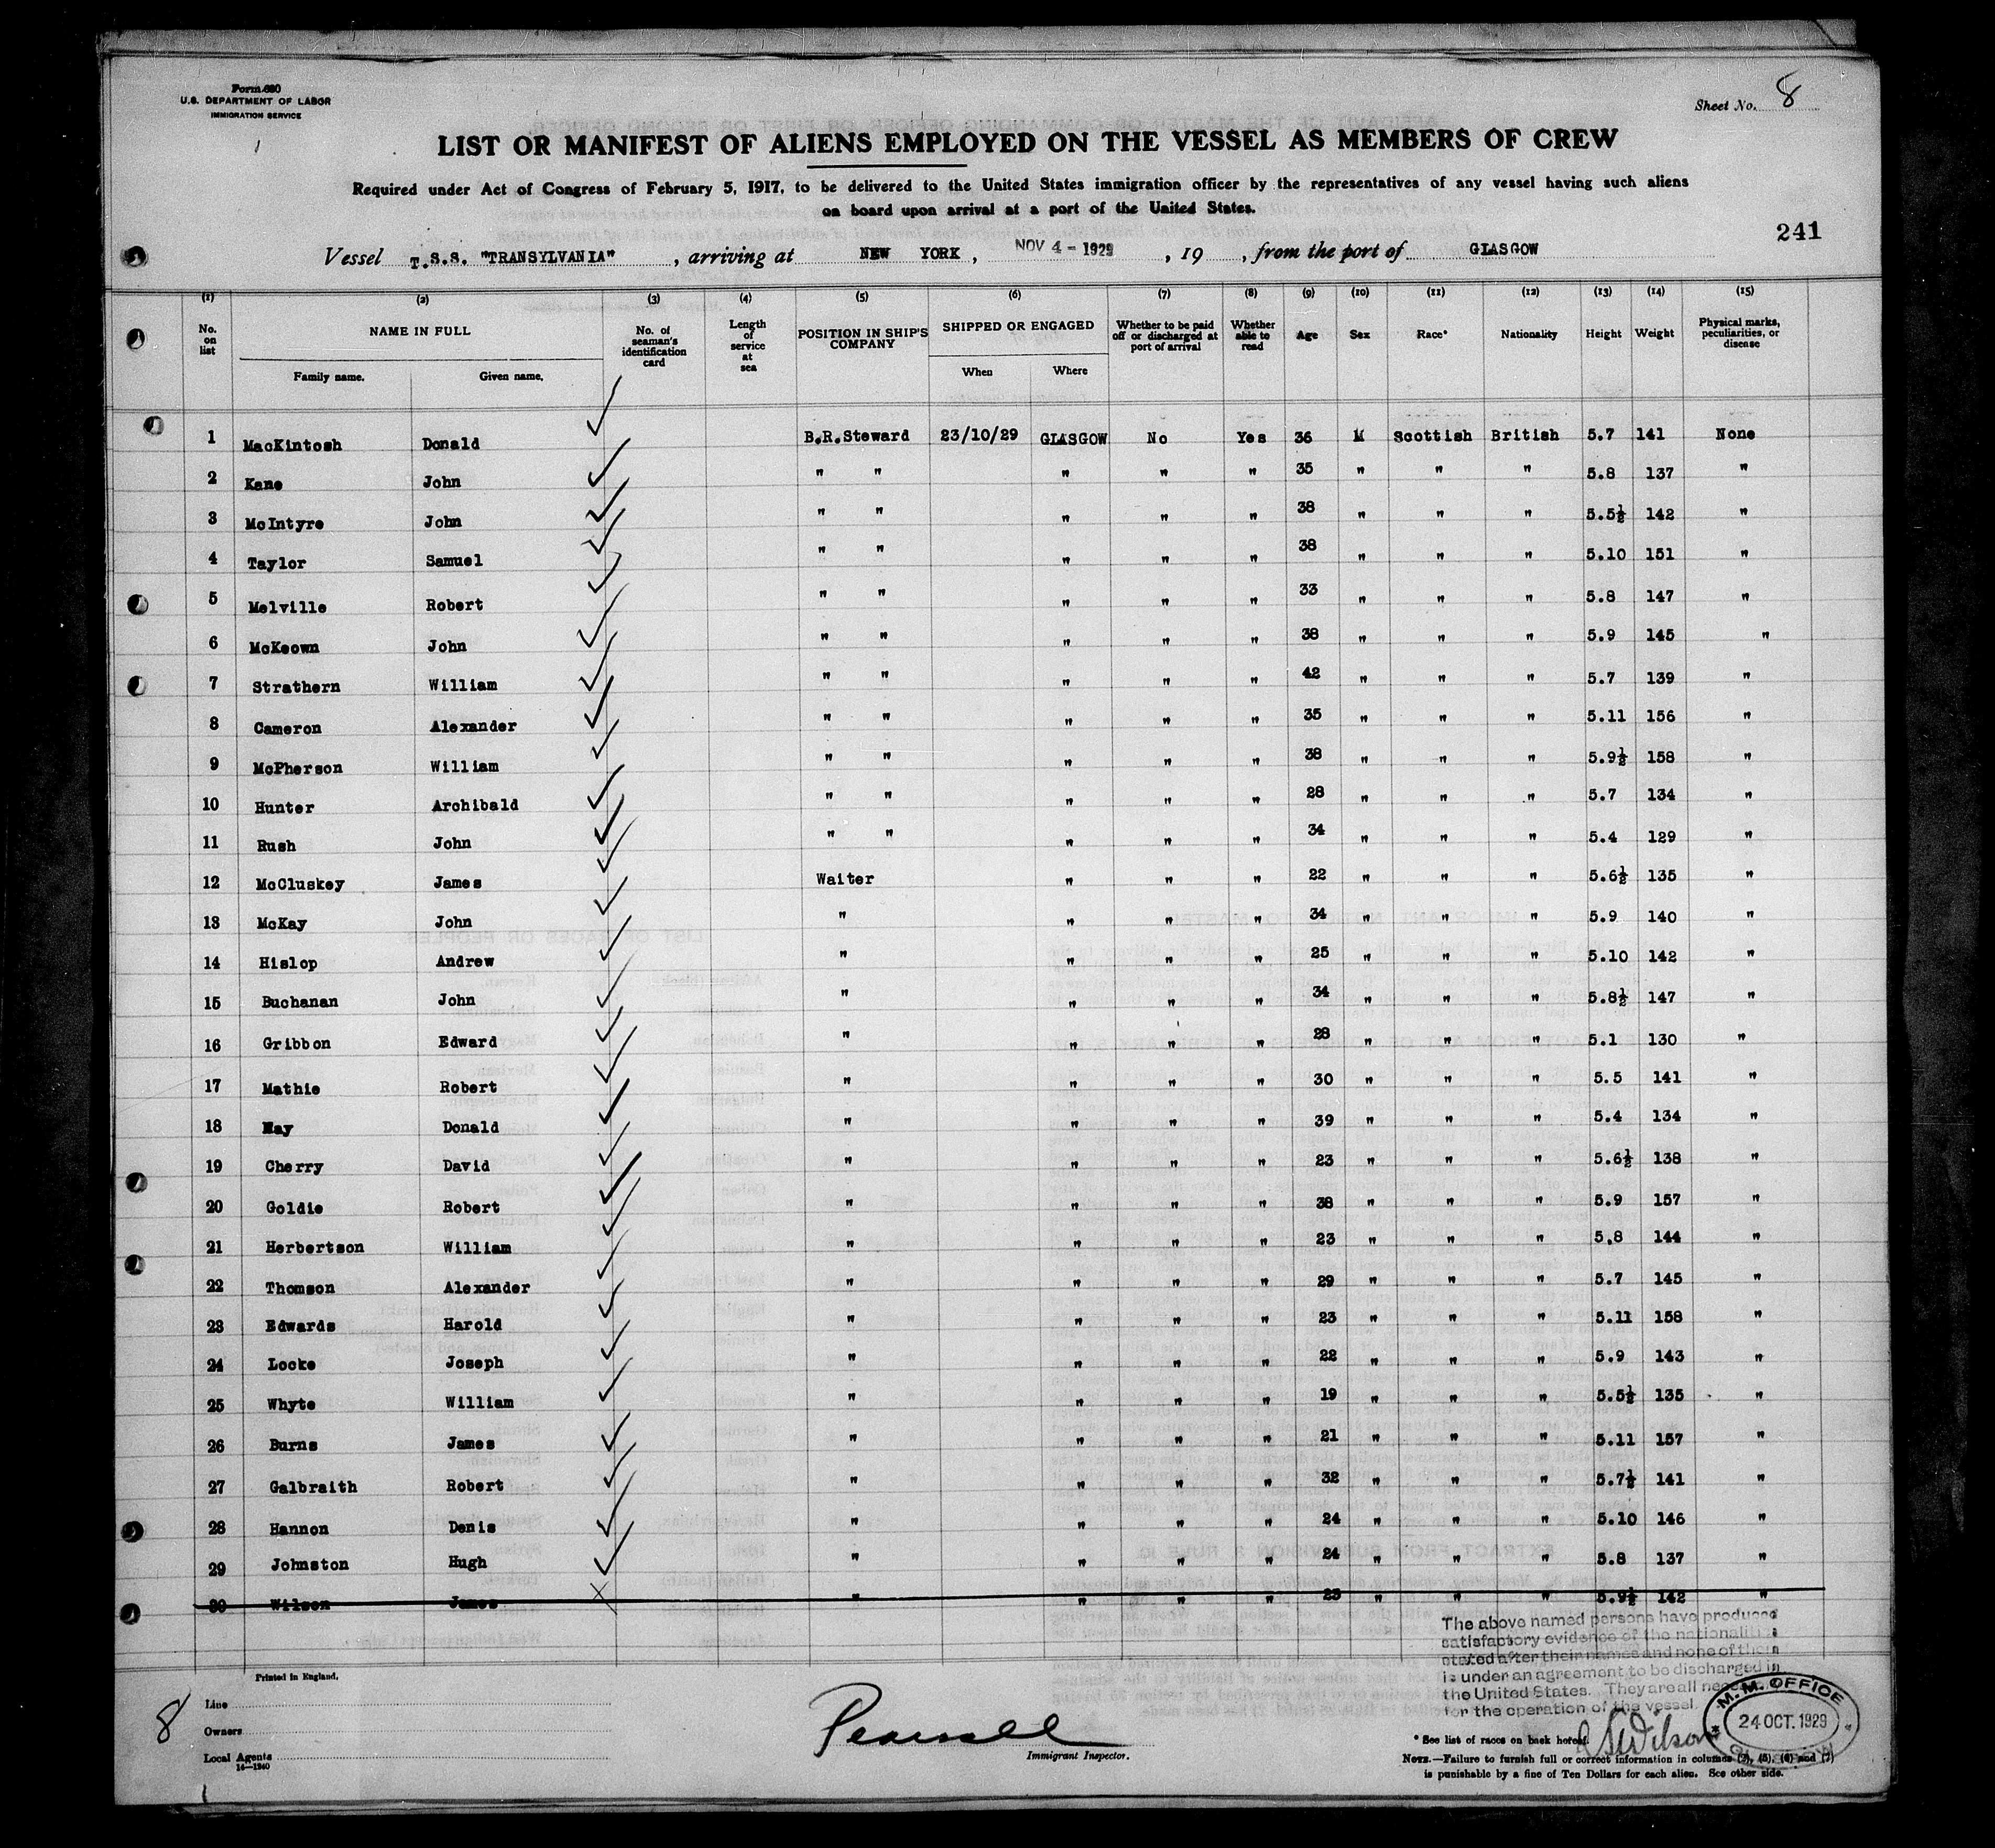 Form 680
U.S. DEPARTMENT OF LABOR
IMMIGRATION SERVICE
Sheet No. 8
LIST OR MANIFEST OF ALIENS EMPLOYED ON THE VESSEL AS MEMBERS OF CREW
Required under Act of Congress of February 5, 1917, to be delivered to the United States immigration officer by the representatives of any vessel having such aliens
on board upon arrival at a port of the United States.
241
Vessel T.S.S. "TRANSYLVANIA", arriving at NEW YORK, NOV 4 - 1929, 19 , from the port of GLASGOW
(1) (2) (3) (4) (5) (6) (7) (8) (9) (10) (11) (12) (13) (14) (15)
No. on list NAME IN FULL Family name. Given name. No. of seaman's identification card Length of service at sea POSITION IN SHIP'S COMPANY SHIPPED OR ENGAGED When Where Whether to be paid off or discharged at port of arrival Whether able to read Age Sex Race* Nationality Height Weight Physical marks, peculiarities, or disease
1 MacKintosh Donald B.R.Steward 23/10/29 GLASGOW No Yes 36 M Scottish British 5.7 141 None
2 Kane John " " " " " 35 " " " 5.8 137 "
3 McIntyre John " " " " " 38 " " " 5.5½ 142 "
4 Taylor Samuel " " " " " 38 " " " 5.10 151 "
5 Melville Robert " " " " " 33 " " " 5.8 147 "
6 McKeown John " " " " " 38 " " " 5.9 145 "
7 Strathern William " " " " " 42 " " " 5.7 139 "
8 Cameron Alexander " " " " " 35 " " " 5.11 156 "
9 McPherson William " " " " " 38 " " " 5.9½ 158 "
10 Hunter Archibald " " " " " 28 " " " 5.7 134 "
11 Rush John " " " " " 34 " " " 5.4 129 "
12 McCluskey James Waiter " " " 22 " " " 5.6½ 135 "
13 McKay John " " " " 34 " " " 5.9 140 "
14 Hislop Andrew " " " " 25 " " " 5.10 142 "
15 Buchanan John " " " " 34 " " " 5.8½ 147 "
16 Gribbon Edward " " " " 28 " " " 5.1 130 "
17 Mathie Robert " " " " 30 " " " 5.5 141 "
18 Donald " " " " 39 " " " 5.4 134 "
19 Cherry David " " " " 23 " " " 5.6½ 138 "
20 Goldie Robert " " " " 38 " " " 5.9 157 "
21 Herbertson William " " " " 23 " " " 5.8 144 "
22 Thomson Alexander " " " " 29 " " " 5.7 145 "
23 Edwards Harold " " " " 23 " " " 5.11 158 "
24 Locke Joseph " " " " 22 " " " 5.9 143 "
25 Whyte William " " " " 19 " " " 5.5½ 135 "
26 Burns James " " " " 21 " " " 5.11 157 "
27 Galbraith Robert " " " " 32 " " " 5.7½ 141 "
28 Hannon Denis " " " " 24 " " " 5.10 146 "
29 Johnston Hugh " " " " 24 " " " 5.8 137 "
30 Wilson James " " " " 23 " " " 5.9½ 142 "
The above named persons have produced
satisfactory evidence of the nationalities
stated after their names and none of them
is under an agreement to be discharged in
the United States. They are all necessary
for the operation of the vessel.
Printed in England.
8
Line
Owners
Local Agents
14—1240
Immigrant Inspector.
M.M. OFFICE
24 OCT. 1929
GLASGOW
Wilson
* See list of races on back hereof.
NOTE.—Failure to furnish full or correct information in columns (2), (5), (6) and (7)
is punishable by a fine of Ten Dollars for each alien. See other side.